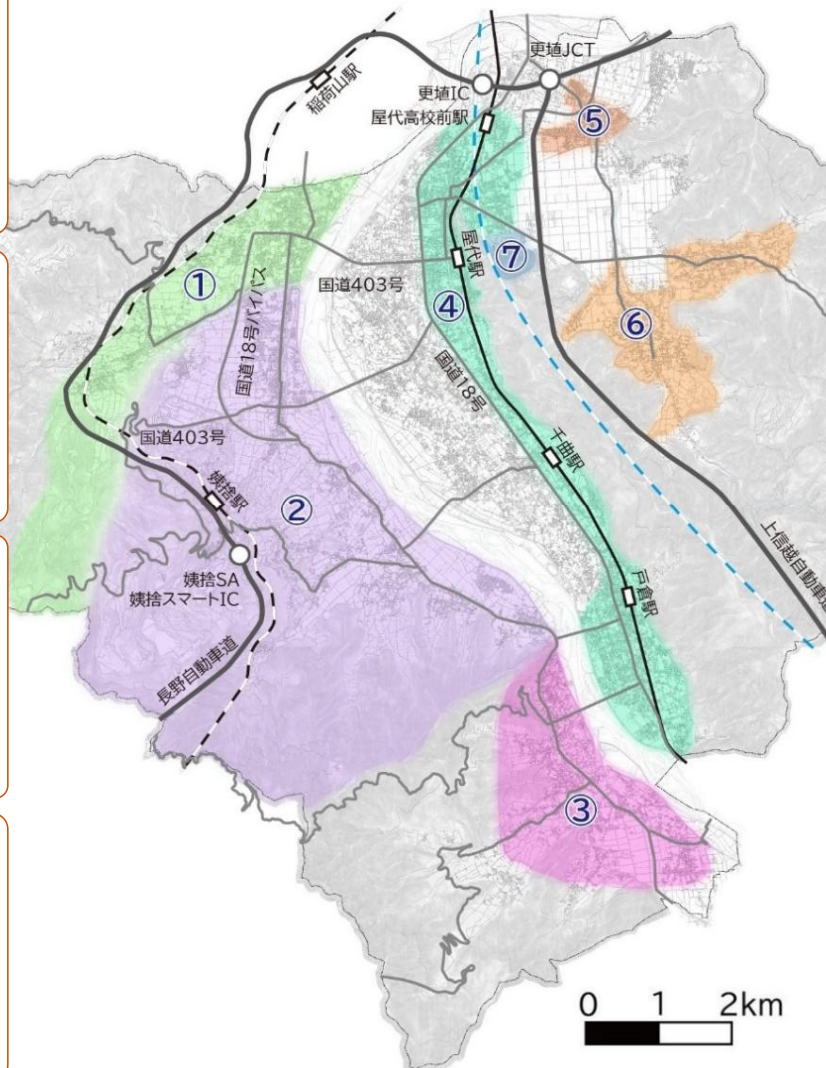 更埴JCT
更埴IC
稲荷山駅
屋代高校前駅
⑤
①
屋代駅
⑦
国道403号
国道18号バイパス
④
⑥
国道18号
国道403号
千曲駅
姨捨駅
②
上信越自動車道
姨捨SA
姨捨スマートIC
戸倉駅
長野自動車道
③
0 1 2km